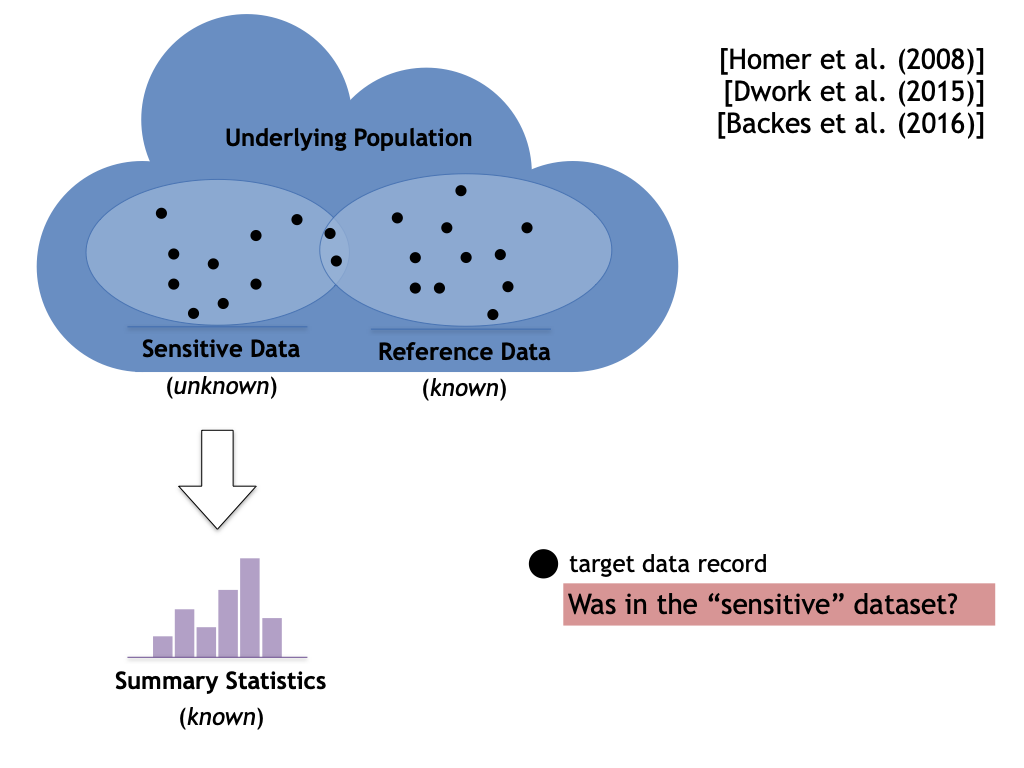 [Homer et al. (2008)]
[Dwork et al. (2015)]
[Backes et al. (2016)]
Underlying Population
Sensitive Data
(unknown)
Reference Data
(known)
target data record
Was in the “sensitive” dataset?
Summary Statistics
(known)